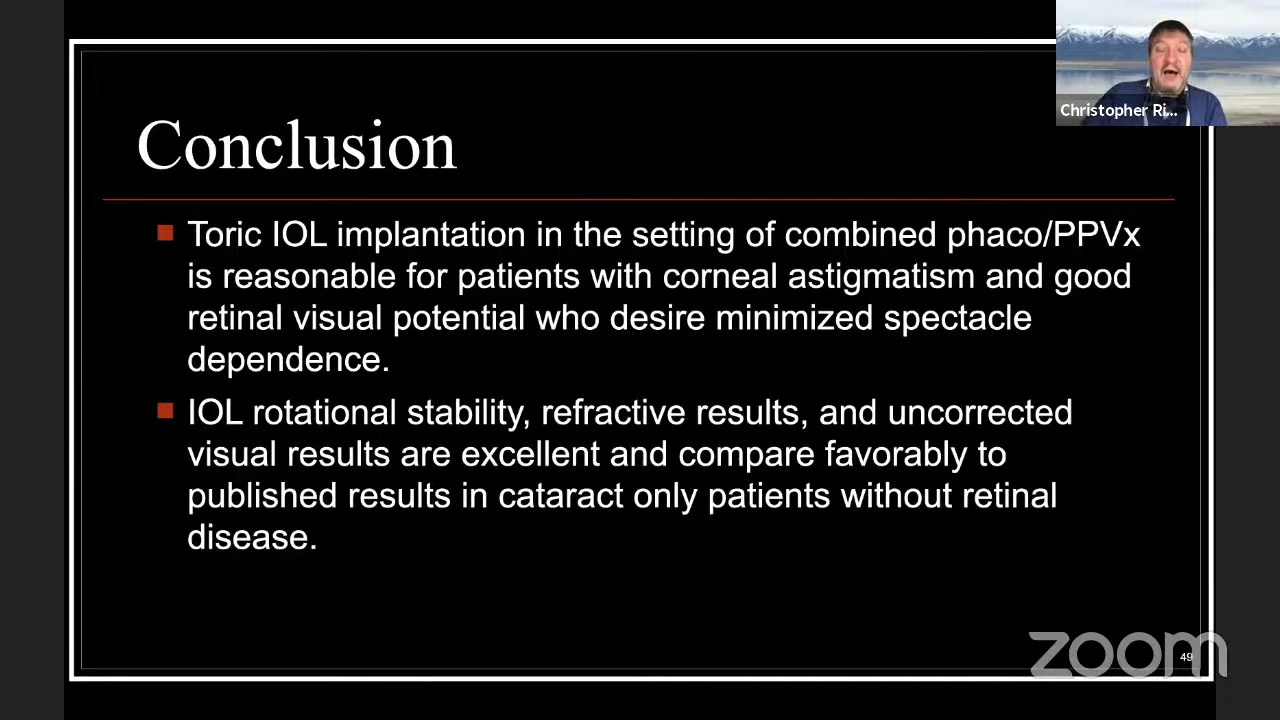 Christopher Ri...
Conclusion
Toric IOL implantation in the setting of combined phaco/PPVx
is reasonable for patients with corneal astigmatism and good
retinal visual potential who desire minimized spectacle
dependence.
IOL rotational stability, refractive results, and uncorrected
visual results are excellent and compare favorably to
published results in cataract only patients without retinal
disease.
zoom
49